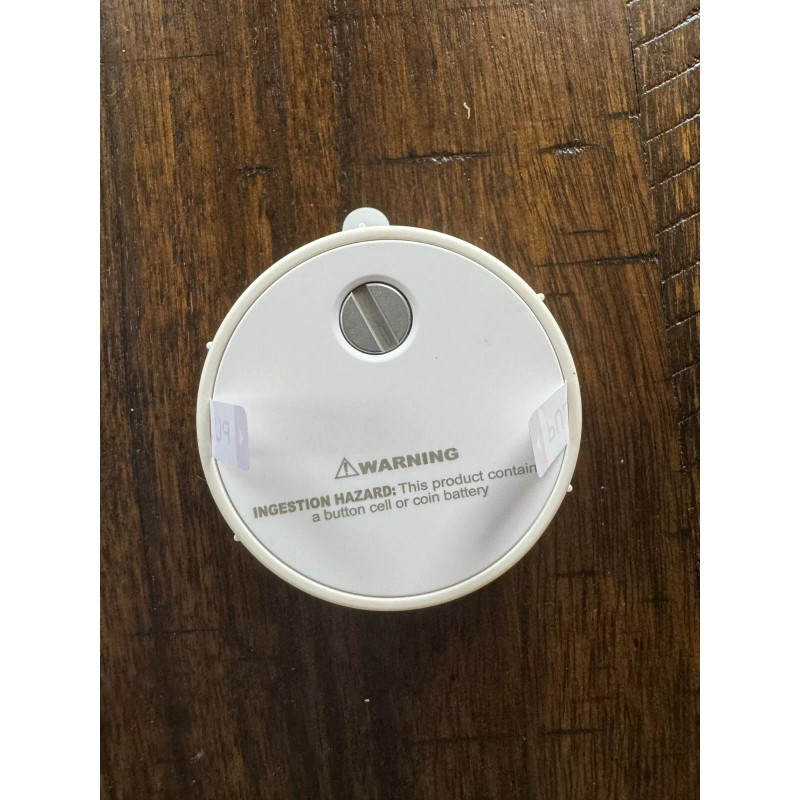 WARNING
INGESTION HAZARD: This product contain
a button cell or coin battery